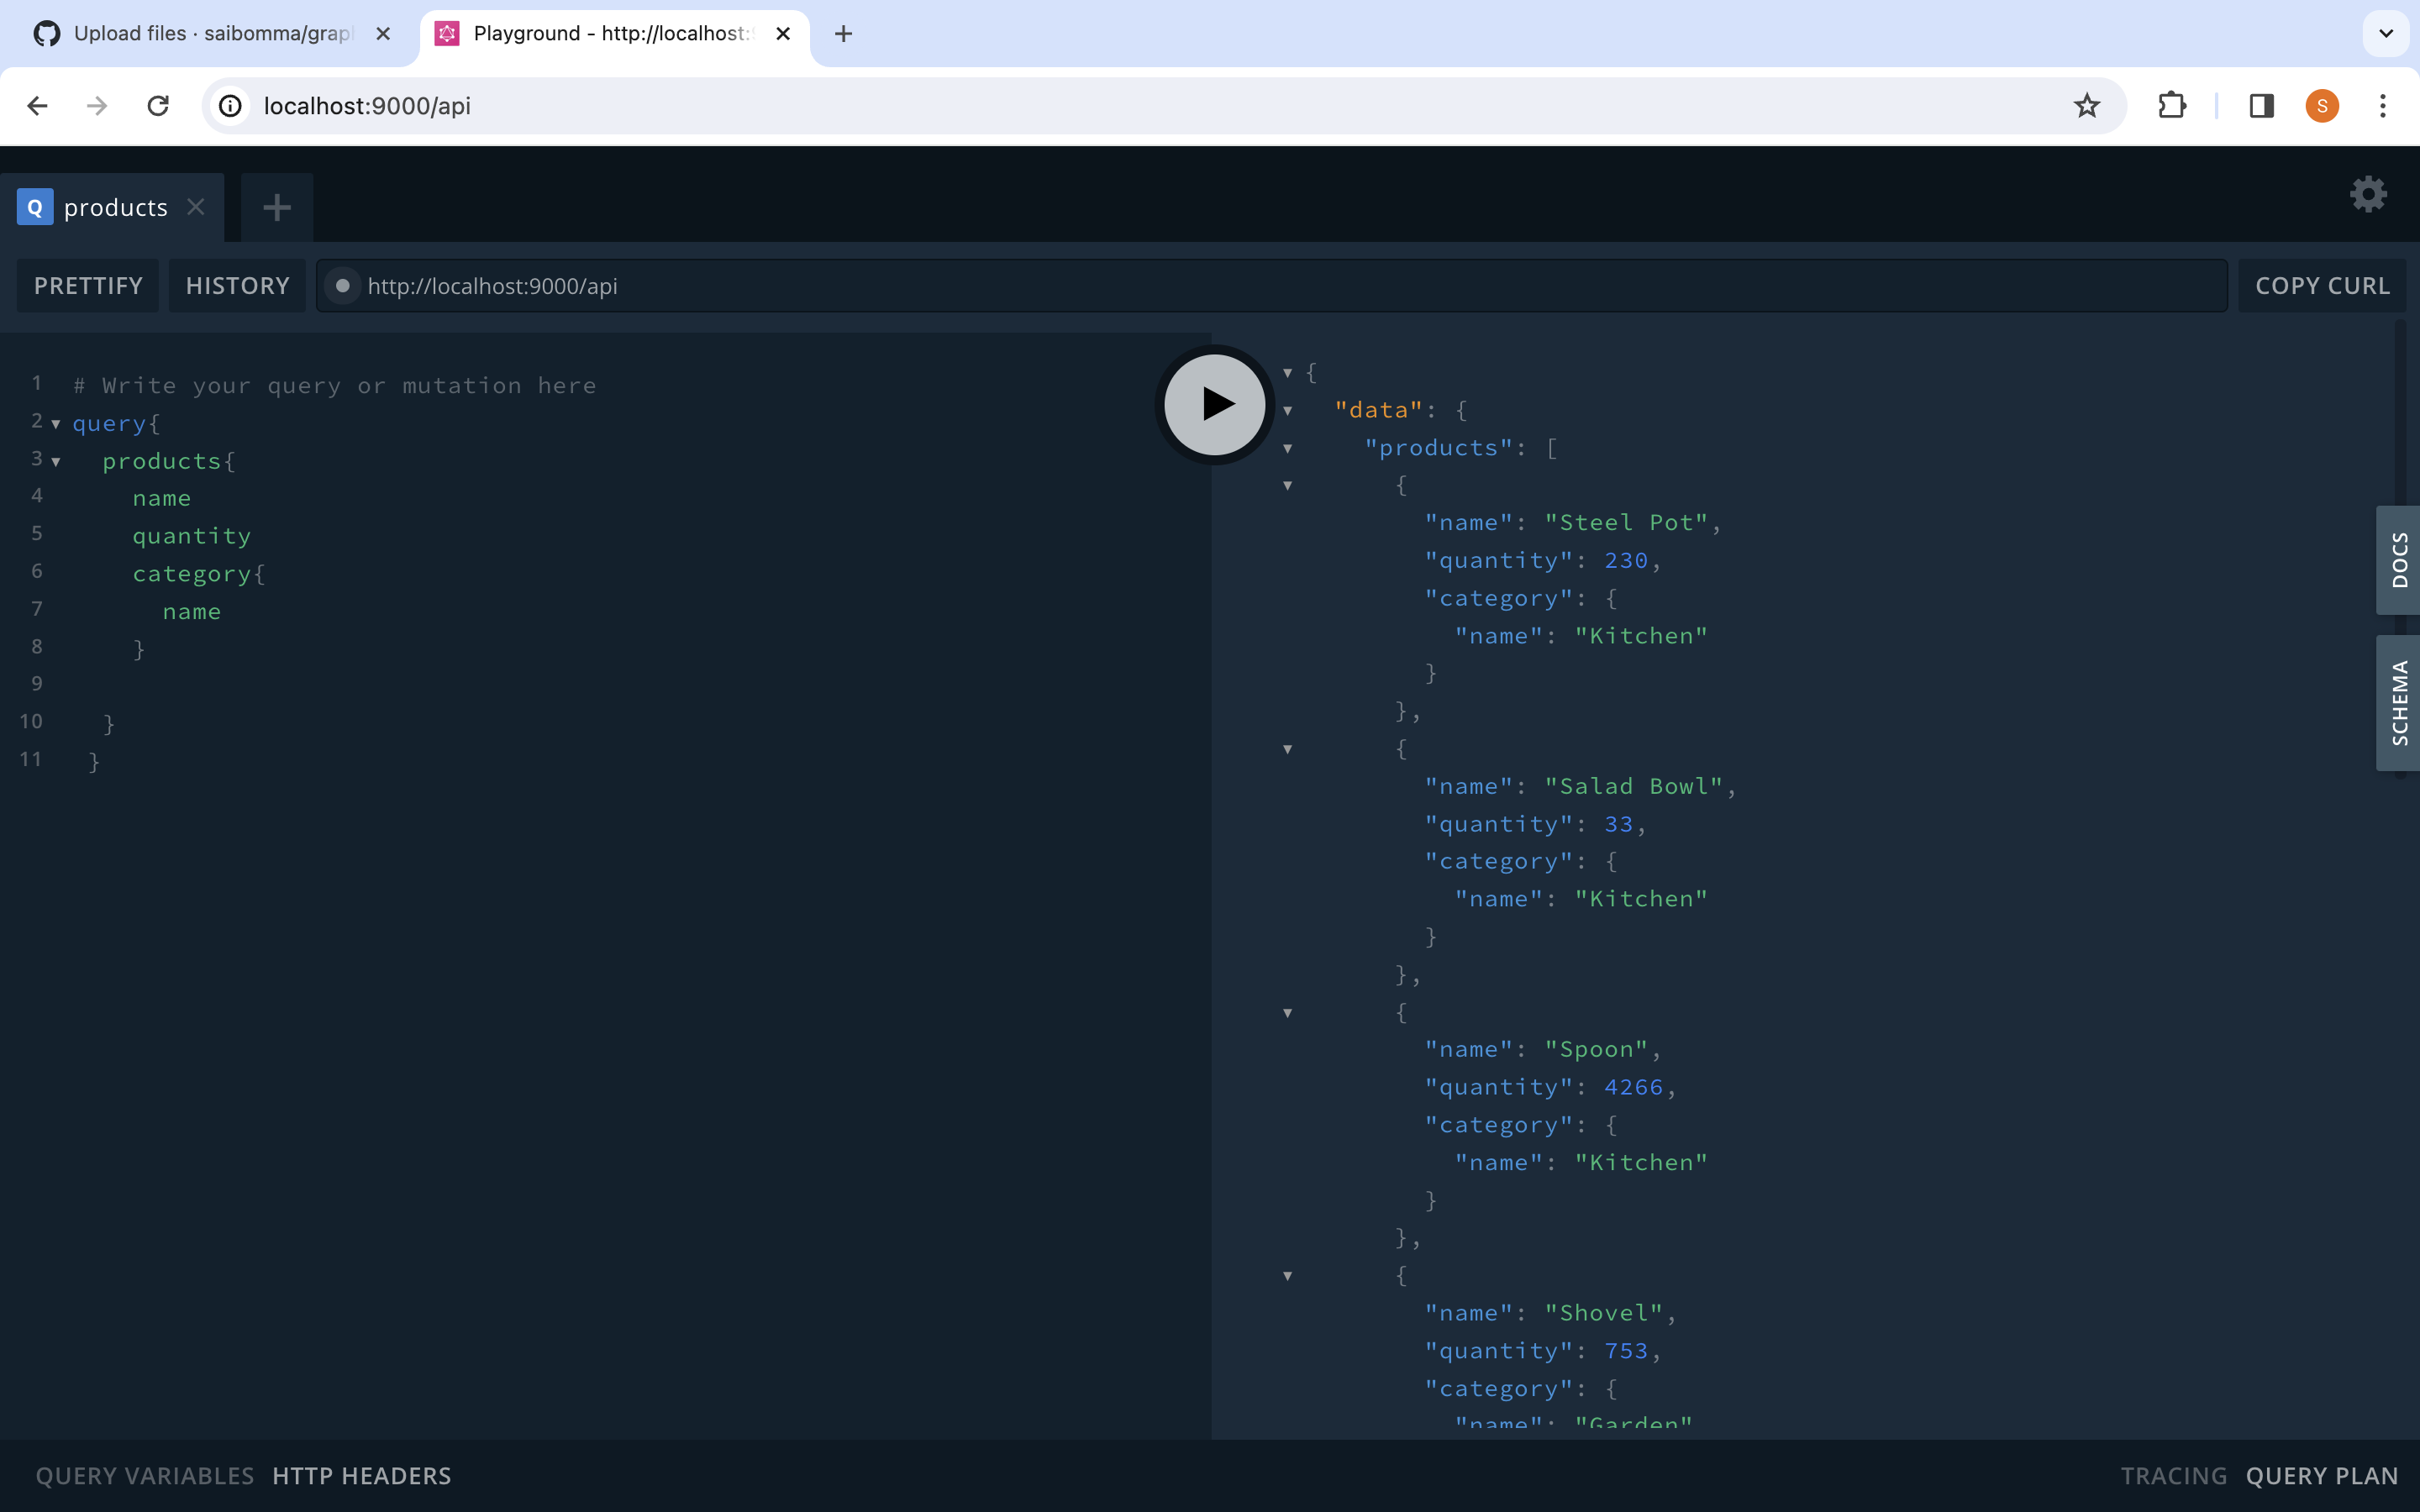 Upload files · saibomma/grap
Playground - http://localhost:9
localhost:9000/api
S
Q products
PRETTIFY HISTORY http://localhost:9000/api COPY CURL
1 # Write your query or mutation here
2 query{
3 products{
4 name
5 quantity
6 category{
7 name
8 }
9
10 }
11 }
{
"data": {
"products": [
{
"name": "Steel Pot",
"quantity": 230,
"category": {
"name": "Kitchen"
}
},
{
"name": "Salad Bowl",
"quantity": 33,
"category": {
"name": "Kitchen"
}
},
{
"name": "Spoon",
"quantity": 4266,
"category": {
"name": "Kitchen"
}
},
{
"name": "Shovel",
"quantity": 753,
"category": {
"name": "Garden"
DOCS
SCHEMA
QUERY VARIABLES HTTP HEADERS
TRACING QUERY PLAN